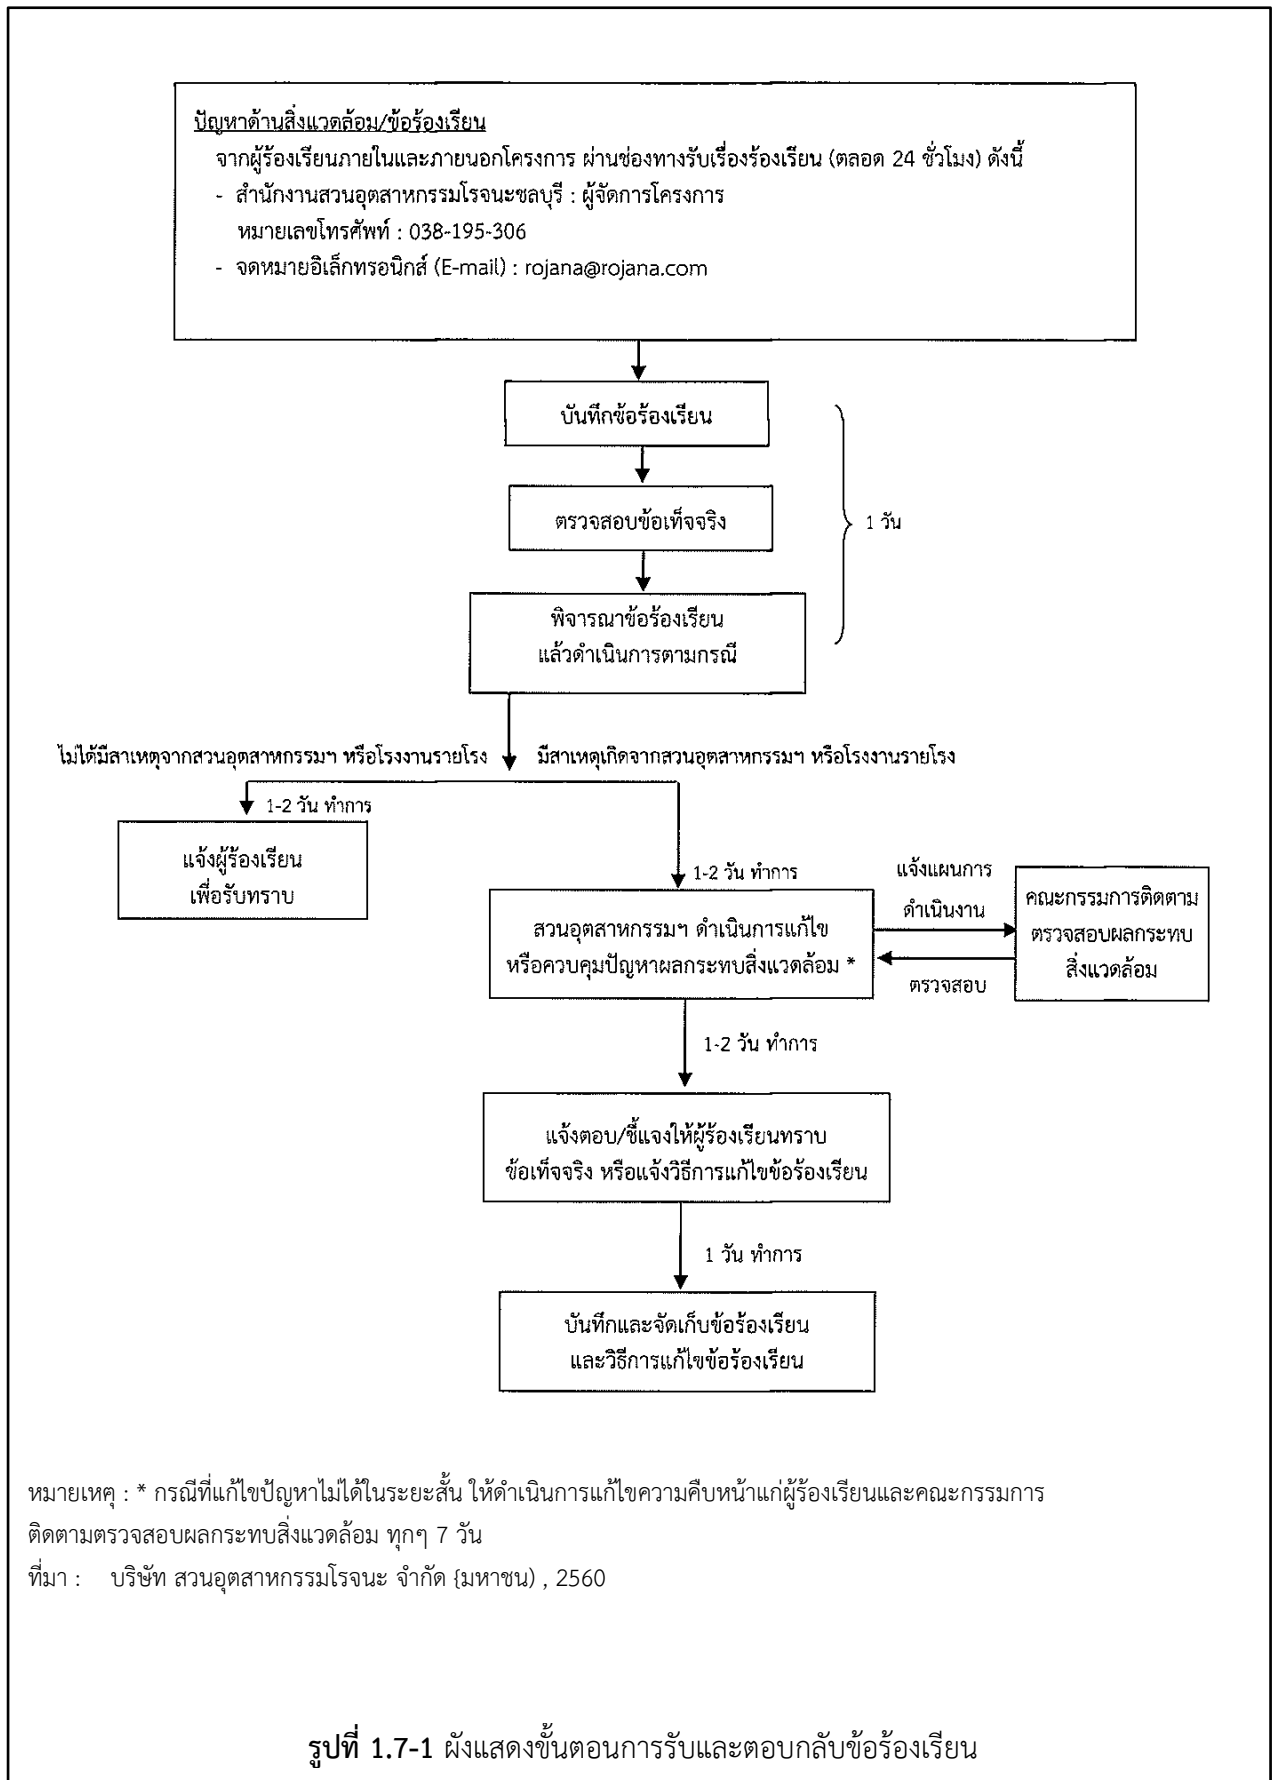 ปัญหาด้านสิ่งแวดล้อม/ข้อร้องเรียน
จากผู้ร้องเรียนภายในและภายนอกโครงการ ผ่านช่องทางรับเรื่องร้องเรียน (ตลอด 24 ชั่วโมง) ดังนี้
- สำนักงานสวนอุตสาหกรรมโรจนะชลบุรี : ผู้จัดการโครงการ
หมายเลขโทรศัพท์ : 038-195-306
- จดหมายอิเล็กทรอนิกส์ (E-mail) : rojana@rojana.com
บันทึกข้อร้องเรียน
ตรวจสอบข้อเท็จจริง
1 วัน
พิจารณาข้อร้องเรียน
แล้วดำเนินการตามกรณี
ไม่ได้มีสาเหตุจากสวนอุตสาหกรรมฯ หรือโรงงานรายโรง
มีสาเหตุเกิดจากสวนอุตสาหกรรมฯ หรือโรงงานรายโรง
1-2 วัน ทำการ
แจ้งผู้ร้องเรียน
เพื่อรับทราบ
1-2 วัน ทำการ
สวนอุตสาหกรรมฯ ดำเนินการแก้ไข
หรือควบคุมปัญหาผลกระทบสิ่งแวดล้อม *
แจ้งแผนการ
ดำเนินงาน
ตรวจสอบ
คณะกรรมการติดตาม
ตรวจสอบผลกระทบ
สิ่งแวดล้อม
1-2 วัน ทำการ
แจ้งตอบ/ชี้แจงให้ผู้ร้องเรียนทราบ
ข้อเท็จจริง หรือแจ้งวิธีการแก้ไขข้อร้องเรียน
1 วัน ทำการ
บันทึกและจัดเก็บข้อร้องเรียน
และวิธีการแก้ไขข้อร้องเรียน
หมายเหตุ : * กรณีที่แก้ไขปัญหาไม่ได้ในระยะสั้น ให้ดำเนินการแก้ไขความคืบหน้าแก่ผู้ร้องเรียนและคณะกรรมการ
ติดตามตรวจสอบผลกระทบสิ่งแวดล้อม ทุกๆ 7 วัน
ที่มา : บริษัท สวนอุตสาหกรรมโรจนะ จำกัด {มหาชน) , 2560
รูปที่ 1.7-1 ผังแสดงขั้นตอนการรับและตอบกลับข้อร้องเรียน